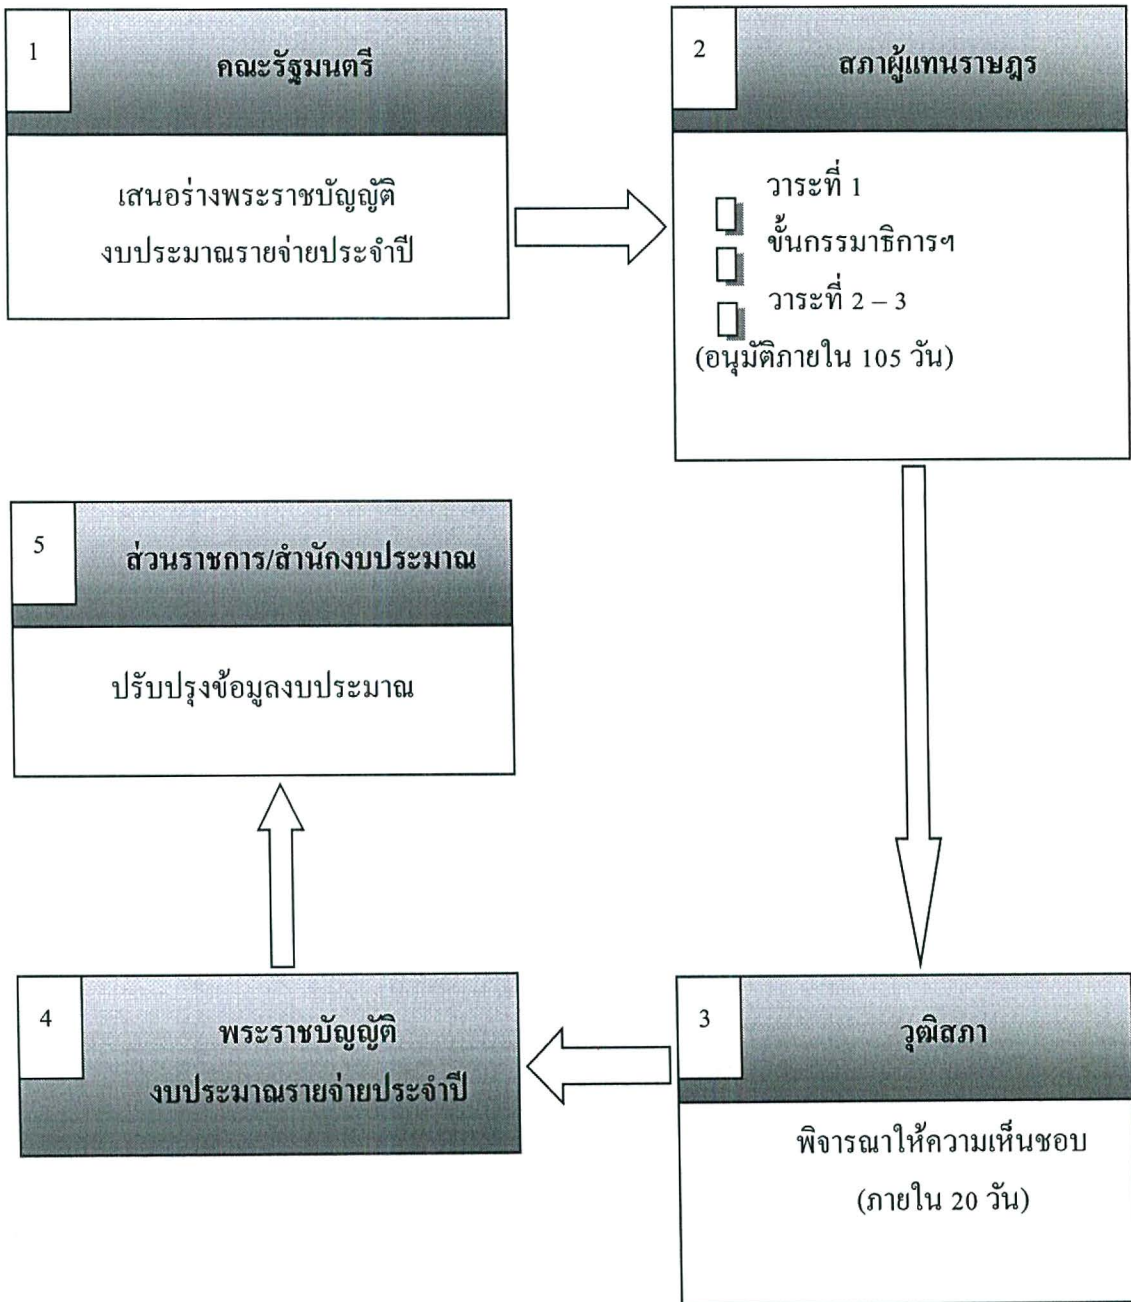 1
คณะรัฐมนตรี
เสนอร่างพระราชบัญญัติ
งบประมาณรายจ่ายประจำปี
2
สภาผู้แทนราษฎร
วาระที่ 1
ขั้นกรรมาธิการฯ
วาระที่ 2 – 3
(อนุมัติภายใน 105 วัน)
3
วุฒิสภา
พิจารณาให้ความเห็นชอบ
(ภายใน 20 วัน)
4
พระราชบัญญัติ
งบประมาณรายจ่ายประจำปี
5
ส่วนราชการ/สำนักงบประมาณ
ปรับปรุงข้อมูลงบประมาณ